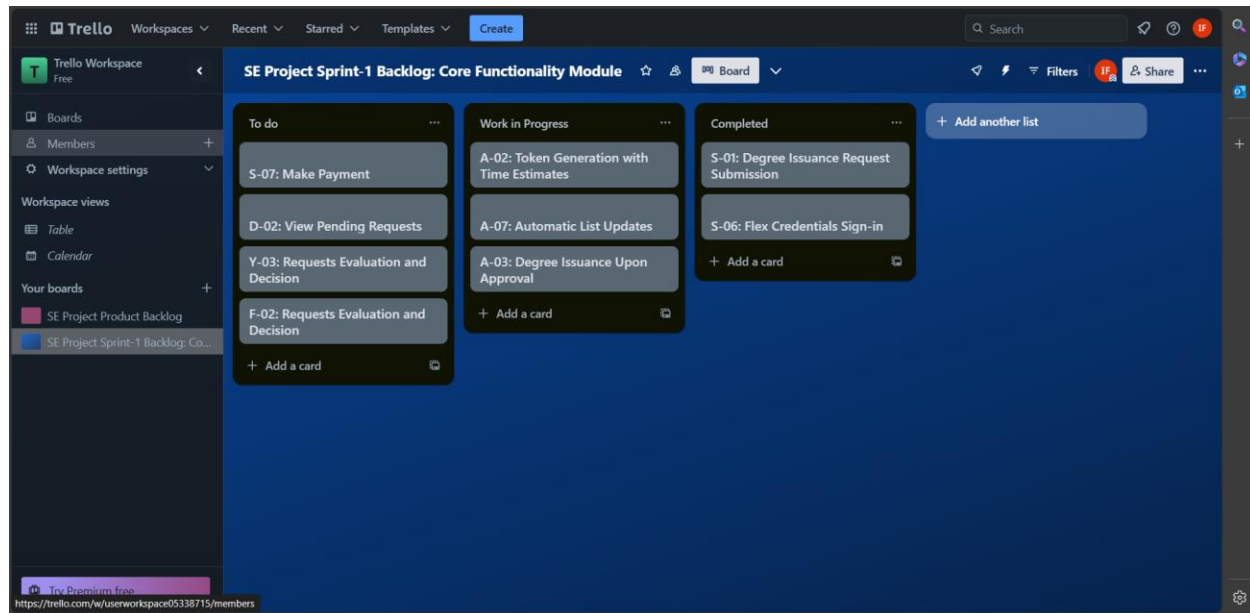 Trello
Workspaces
Recent
Starred
Templates
Create
Search
IF
T
Trello Workspace
Free
SE Project Sprint-1 Backlog: Core Functionality Module
Board
Filters
IF
Share
Boards
Members
Workspace settings
Workspace views
Table
Calendar
Your boards
SE Project Product Backlog
SE Project Sprint-1 Backlog: Co...
Try Premium free
https://trello.com/w/userworkspace05338715/members
To do
S-07: Make Payment
D-02: View Pending Requests
Y-03: Requests Evaluation and
Decision
F-02: Requests Evaluation and
Decision
+ Add a card
Work in Progress
A-02: Token Generation with
Time Estimates
A-07: Automatic List Updates
A-03: Degree Issuance Upon
Approval
+ Add a card
Completed
S-01: Degree Issuance Request
Submission
S-06: Flex Credentials Sign-in
+ Add a card
+ Add another list